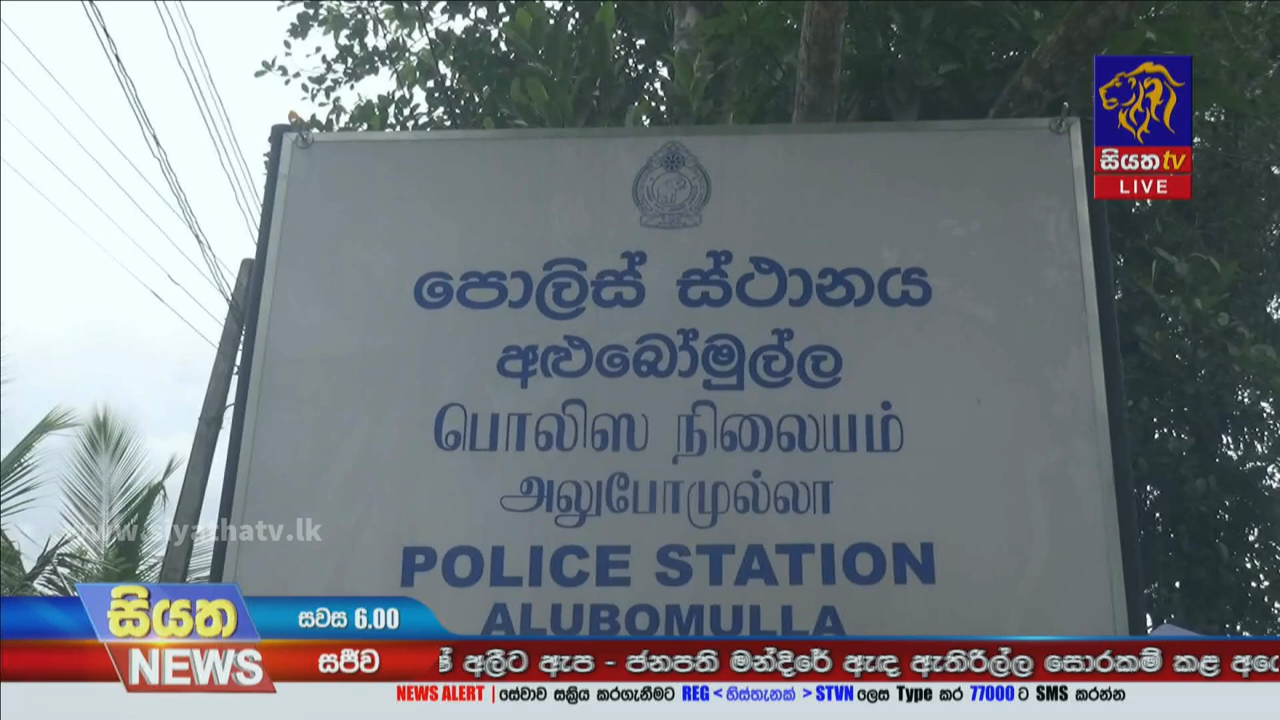 සියත tv
LIVE
පොලිස් ස්ථානය
අළුබෝමුල්ල
பொலிஸ நிலையம்
அலுபோமுல்லா
POLICE STATION
ALUBOMULLA
www.siyathatv.lk
සියත
NEWS
සවස 6.00
සජීව
අලීට ඇප - ජනපති මන්දිරේ ඇඳ ඇතිරිල්ල සොරකම් කළ
NEWS ALERT | සේවාව සක්‍රිය කරගැනීමට REG < හිස්තැනක් > STVN ලෙස Type කර 77000 ට SMS කරන්න